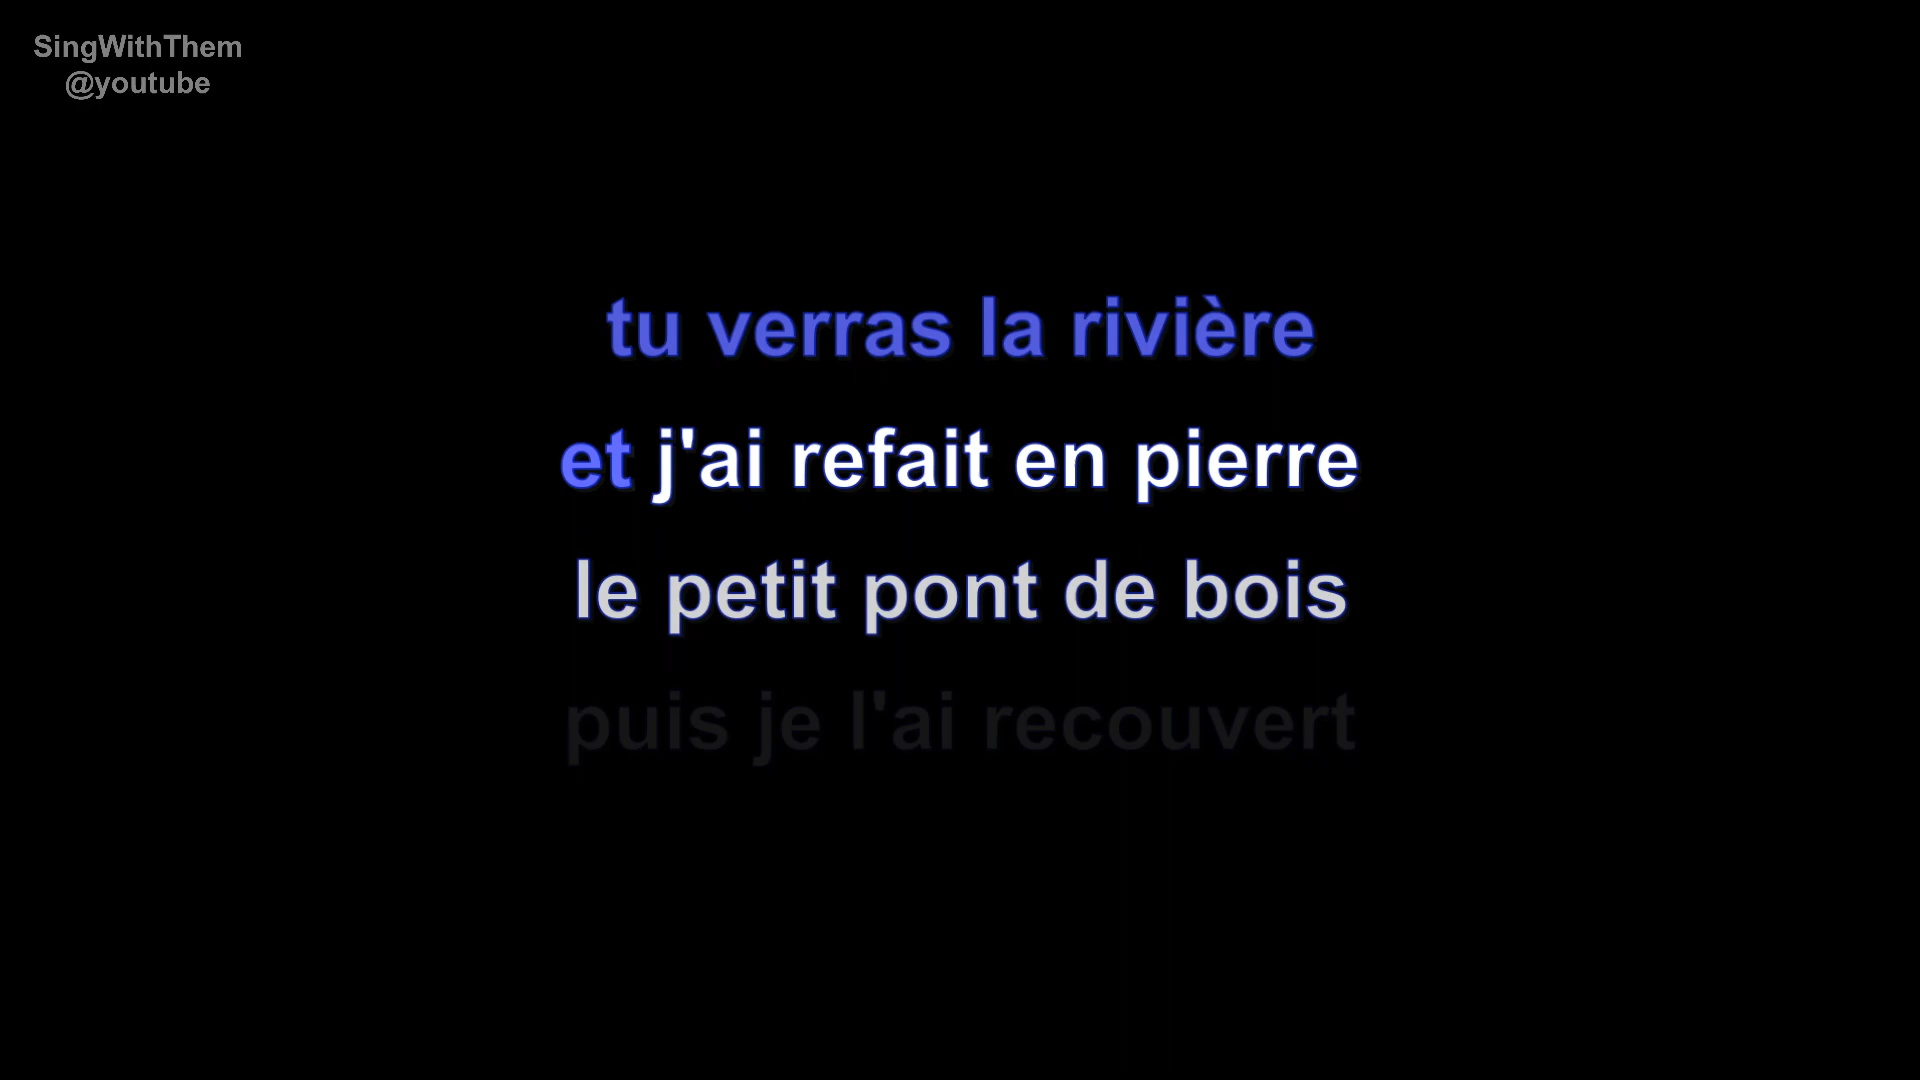 SingWithThem
@youtube
tu verras la rivière
et j'ai refait en pierre
le petit pont de bois
puis je l'ai recouvert